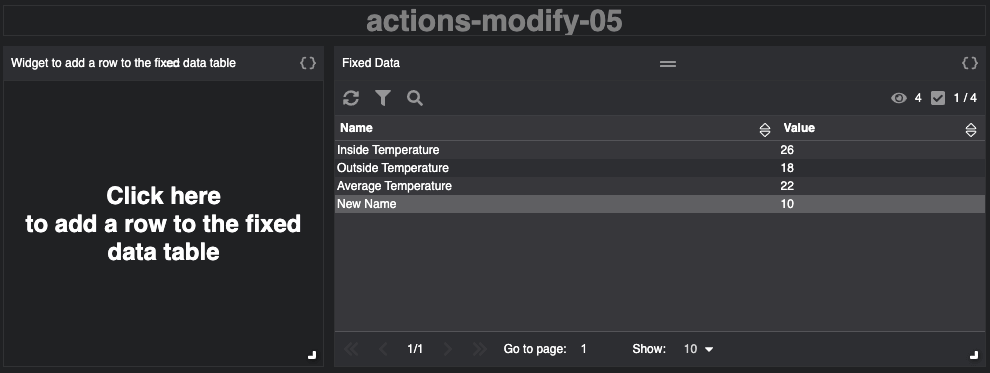 actions-modify-05
Widget to add a row to the fixed data table
{}
Fixed Data
{}
4
1 / 4
Name
Value
Inside Temperature
26
Outside Temperature
18
Average Temperature
22
New Name
10
Click here
to add a row to the fixed
data table
1/1
Go to page: 1
Show: 10